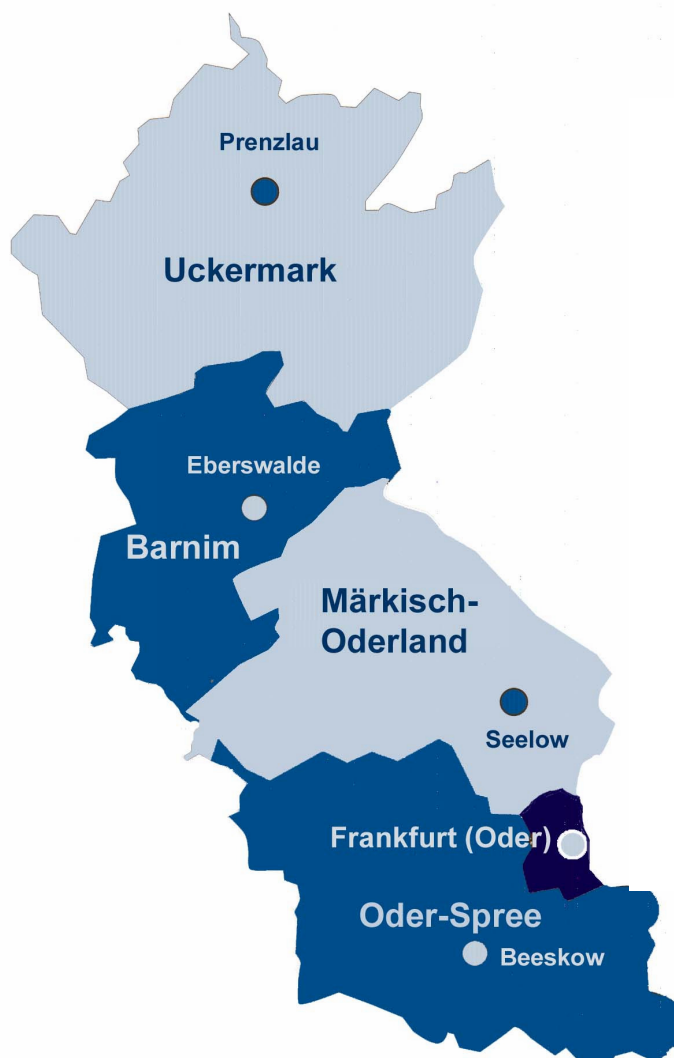 Prenzlau
Uckermark
Eberswalde
Barnim
Märkisch-
Oderland
Seelow
Frankfurt (Oder)
Oder-Spree
Beeskow